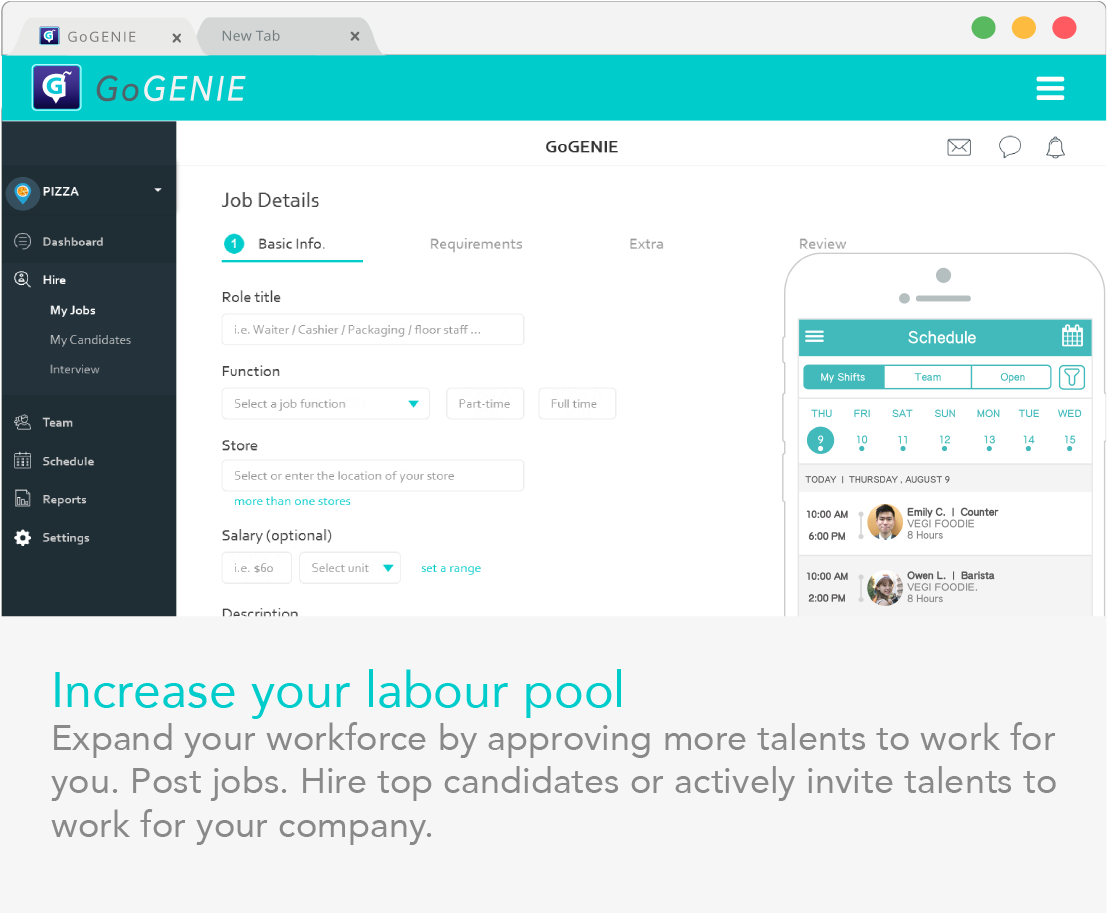 GoGENIE
New Tab
GoGENIE
GoGENIE
PIZZA
Dashboard
Hire
My Jobs
My Candidates
Interview
Team
Schedule
Reports
Settings
Job Details
1 Basic Info. Requirements Extra Review
Role title
i.e. Waiter / Cashier / Packaging / floor staff ...
Function
Select a job function Part-time Full time
Store
Select or enter the location of your store
more than one stores
Salary (optional)
i.e. $60 Select unit set a range
Description
Schedule
My Shifts Team Open
THU FRI SAT SUN MON TUE WED
9 10 11 12 13 14 15
TODAY | THURSDAY , AUGUST 9
10:00 AM Emily C. | Counter
VEGI FOODIE
6:00 PM 8 Hours
10:00 AM Owen L. | Barista
VEGI FOODIE.
2:00 PM 8 Hours
Increase your labour pool
Expand your workforce by approving more talents to work for
you. Post jobs. Hire top candidates or actively invite talents to
work for your company.